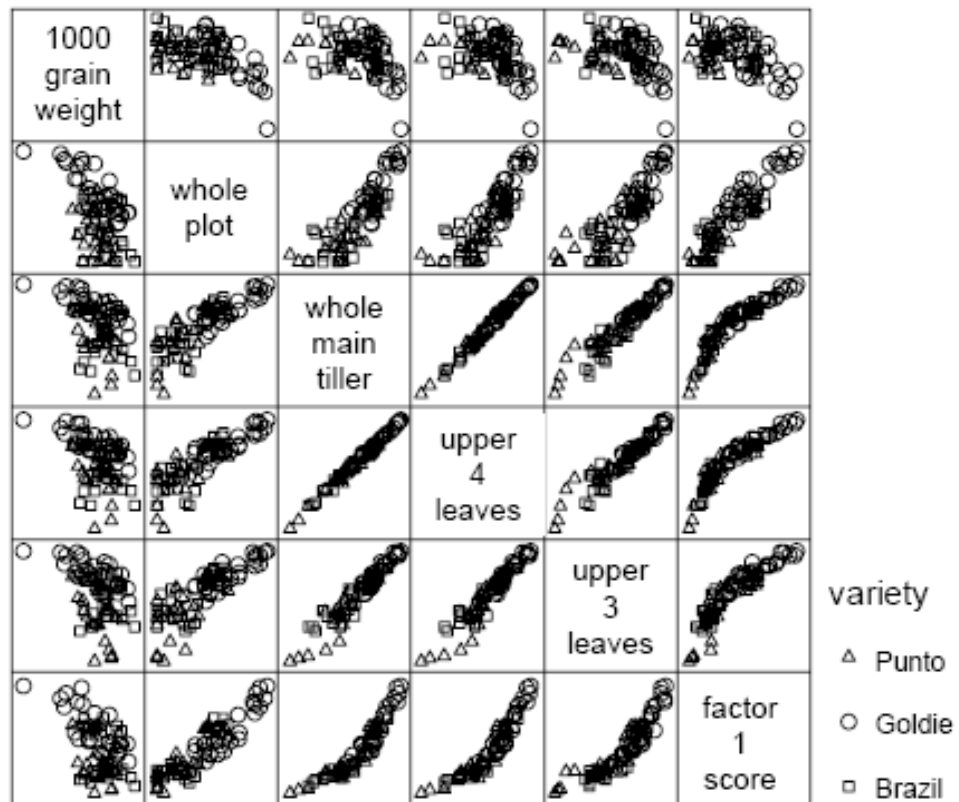 1000
grain
weight
whole
plot
whole
main
tiller
upper
4
leaves
upper
3
leaves
factor
1
score
variety
Punto
Goldie
Brazil